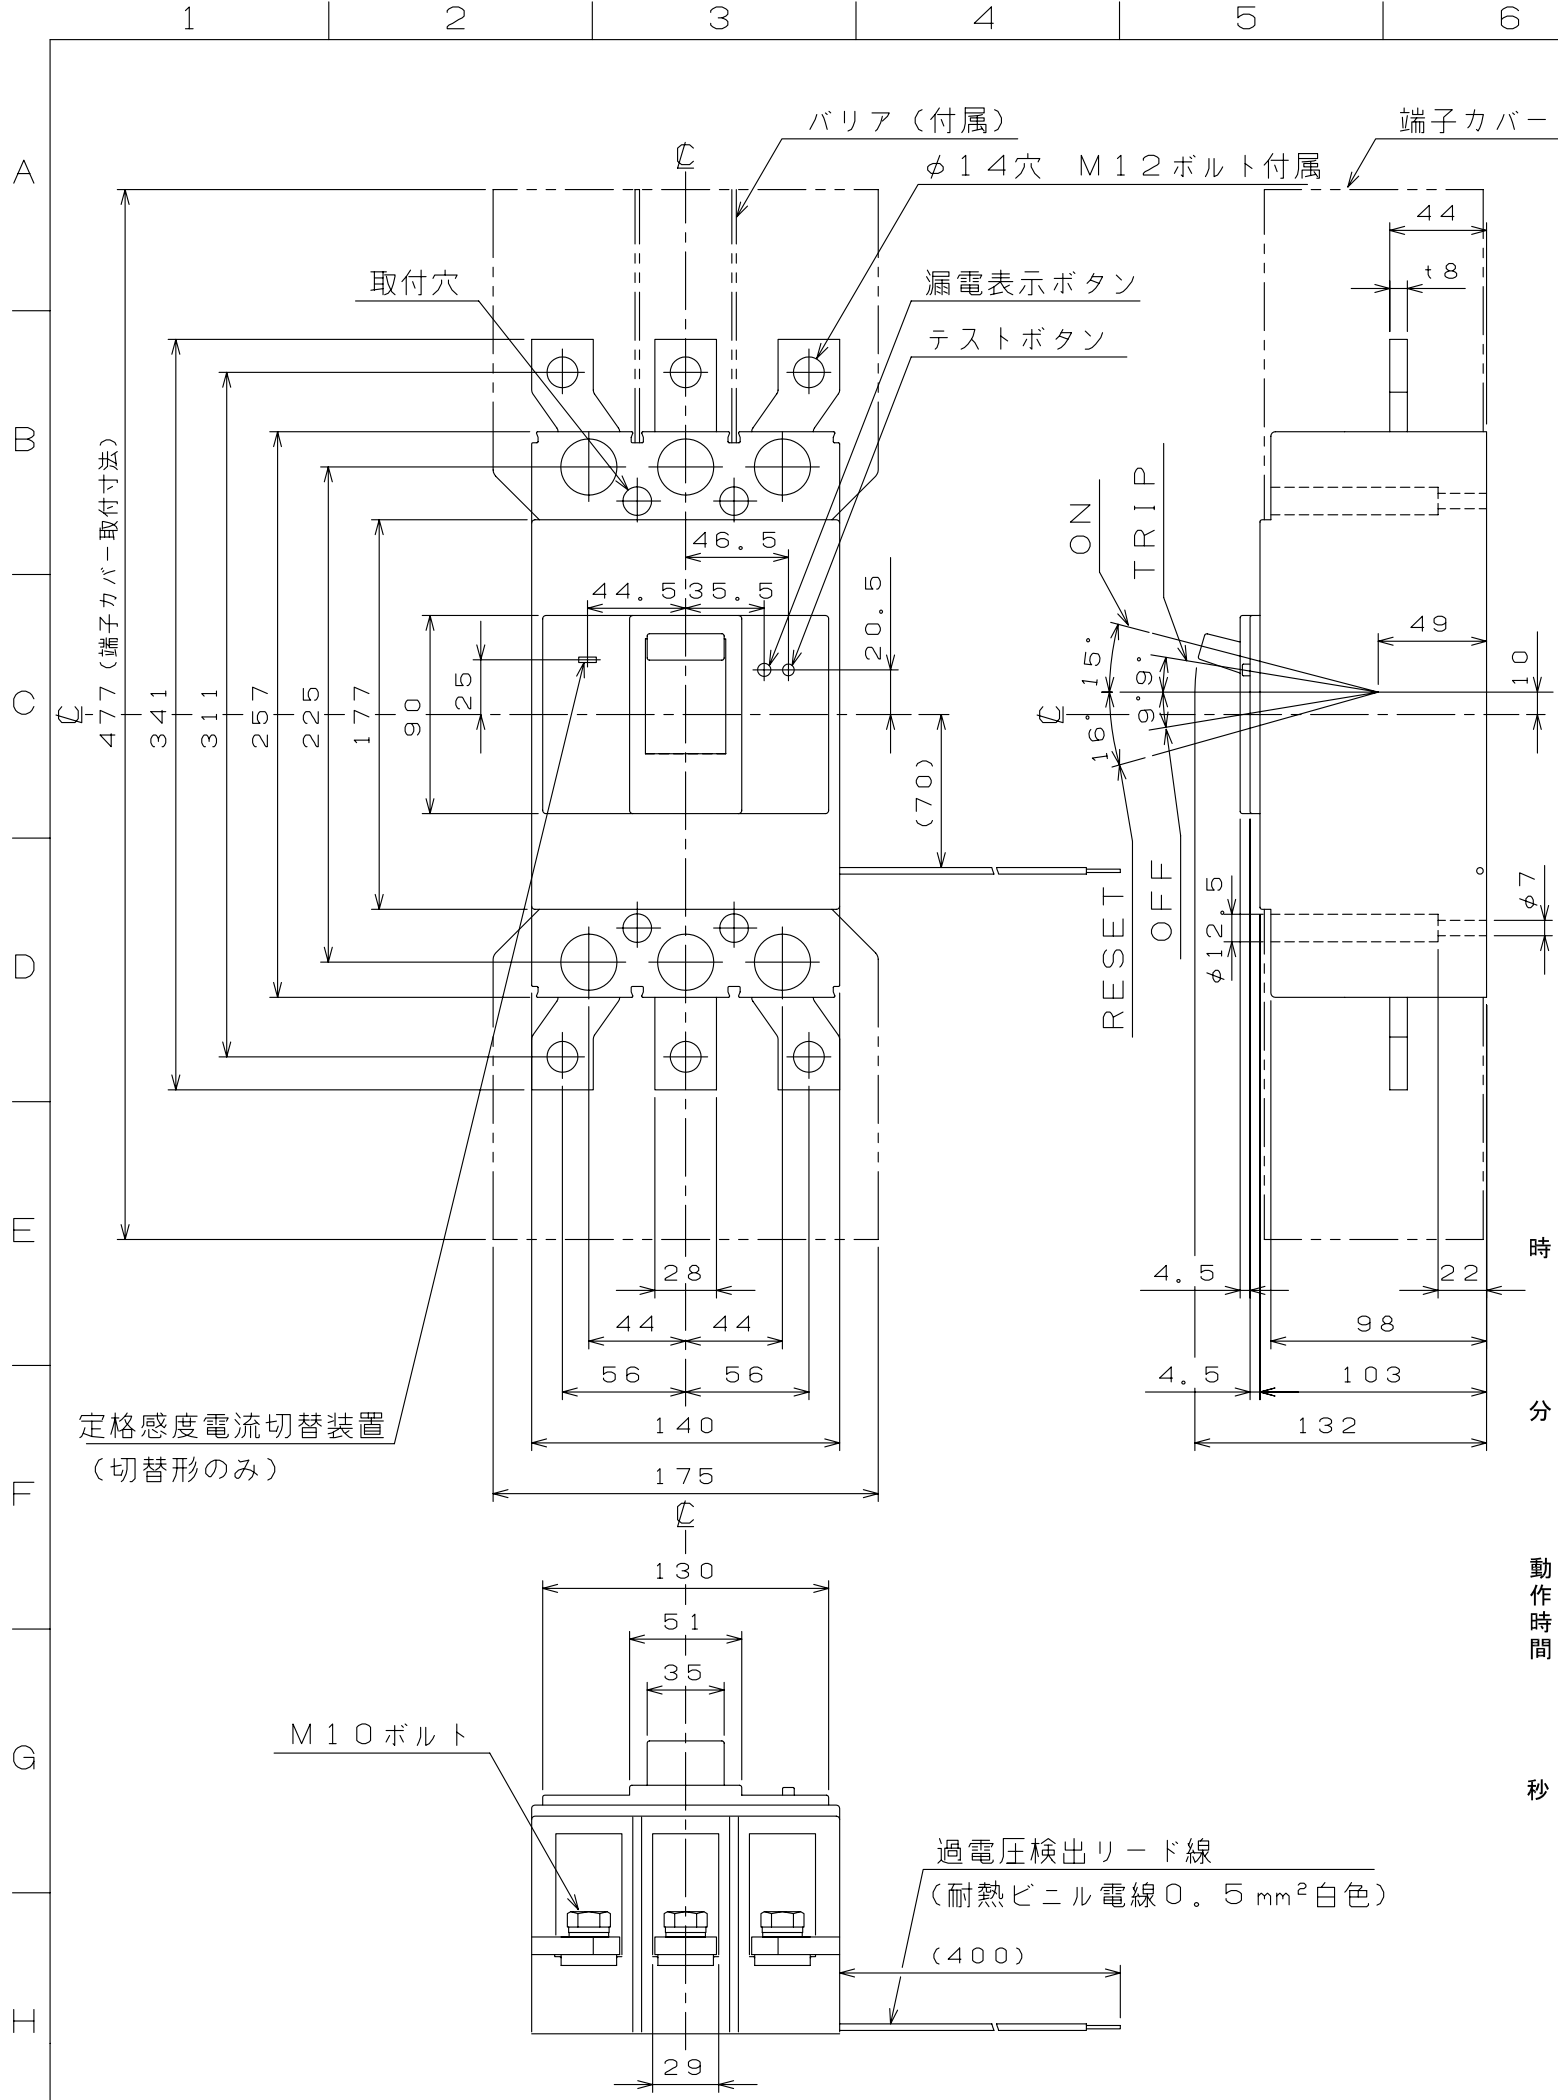 1 2 3 4 5 6
A
B
C
D
E
F
G
H
バリア(付属)
端子カバー
℄
φ14穴 M12ボルト付属
44
取付穴
漏電表示ボタン
t8
テストボタン
477(端子カバー取付寸法)
341
311
257
225
177
90
25
46.5
44.5
35.5
20.5
ON
TRIP
15°
9°
9°
16°
49
10
℄
℄
(70)
RESET
OFF
φ12.5
φ7
28
44
44
56
56
140
175
4.5
22
98
4.5
103
132
定格感度電流切替装置
(切替形のみ)
℄
130
51
35
M10ボルト
過電圧検出リード線
(耐熱ビニル電線0.5mm²白色)
(400)
29
時
分
動作時間
秒